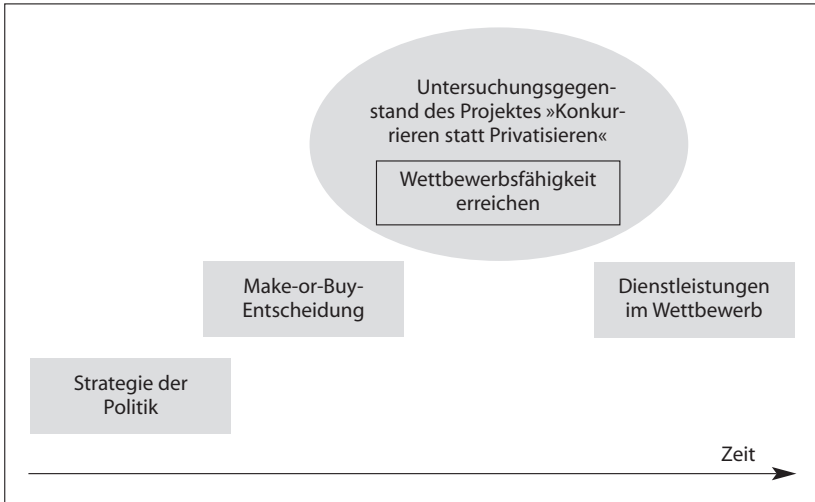 Untersuchungsgegen-
stand des Projektes »Konkur-
rieren statt Privatisieren«
Wettbewerbsfähigkeit
erreichen
Make-or-Buy-
Entscheidung
Dienstleistungen
im Wettbewerb
Strategie der
Politik
Zeit